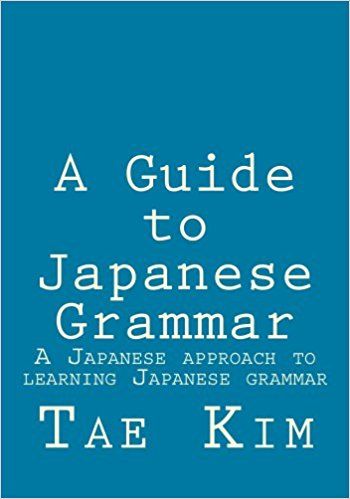 A Guide
to
Japanese
Grammar
A Japanese approach to
learning Japanese grammar
Tae Kim